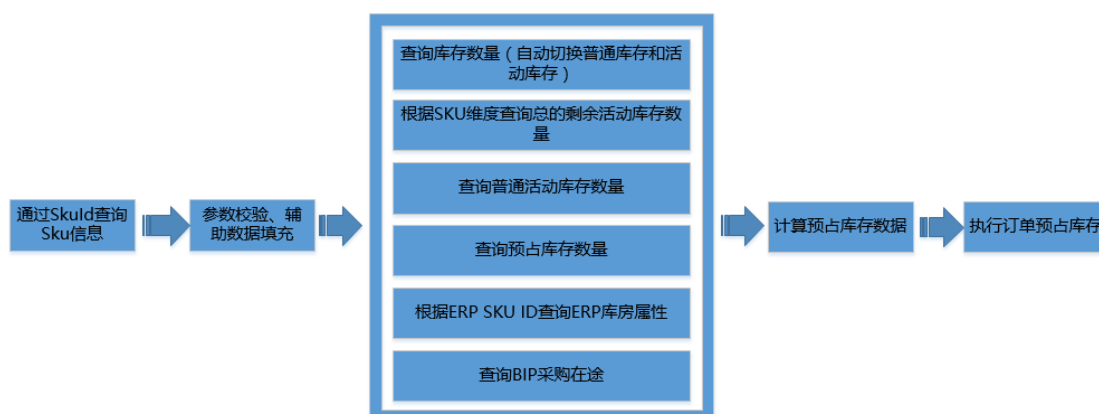 通过SkuId查询
Sku信息
参数校验、辅
助数据填充
查询库存数量（自动切换普通库存和活
动库存）
根据SKU维度查询总的剩余活动库存数
量
查询普通活动库存数量
查询预占库存数量
根据ERP SKU ID查询ERP库房属性
查询BIP采购在途
计算预占库存数据
执行订单预占库存